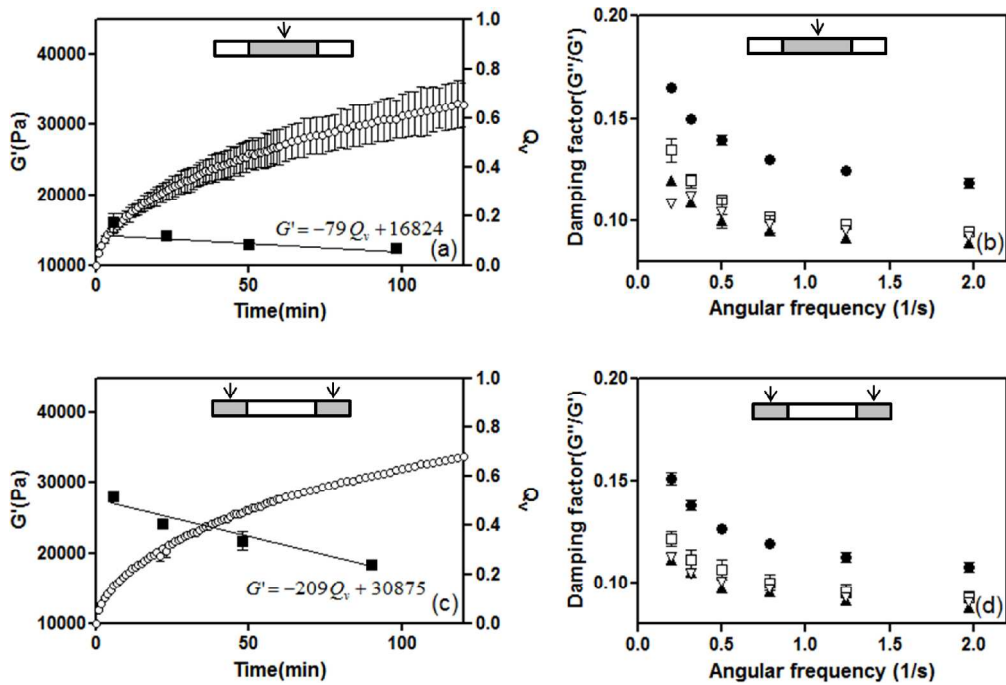 40000
30000
20000
10000
G'(Pa)
1.0
0.8
0.6
0.4
0.2
0.0
Qv
G' = −79 Qv + 16824
(a)
0
50
100
Time(min)
0.20
0.15
0.10
Damping factor(G''/G')
(b)
0.0
0.5
1.0
1.5
2.0
Angular frequency (1/s)
40000
30000
20000
10000
G'(Pa)
1.0
0.8
0.6
0.4
0.2
0.0
Qv
G' = −209 Qv + 30875
(c)
0
50
100
Time(min)
0.20
0.15
0.10
Damping factor(G''/G')
(d)
0.0
0.5
1.0
1.5
2.0
Angular frequency (1/s)